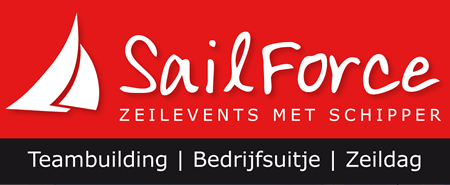 SailForce
ZEILEVENTS MET SCHIPPER
Teambuilding | Bedrijfsuitje | Zeildag